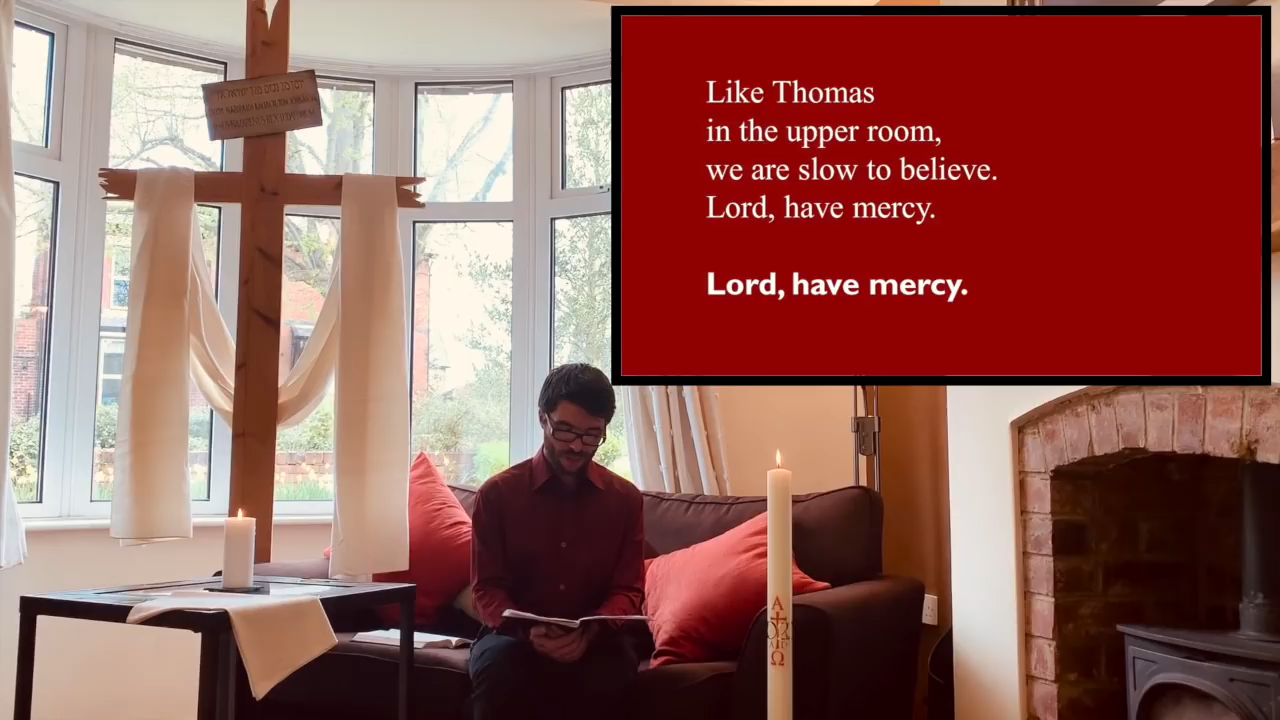 Like Thomas
in the upper room,
we are slow to believe.
Lord, have mercy.
Lord, have mercy.
Α
Ω